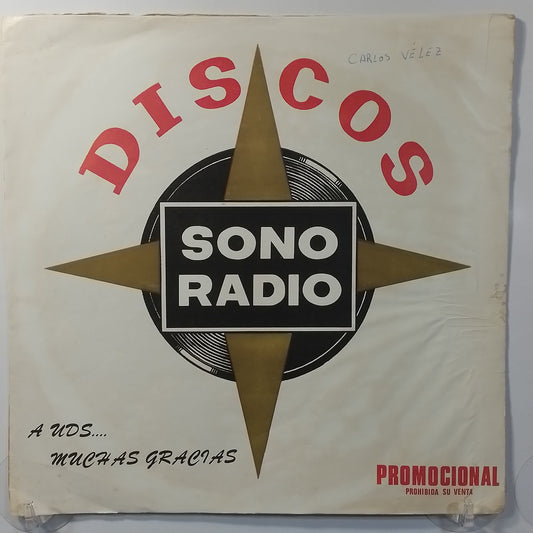 CARLOS VÉLEZ
DISCOS
SONO
RADIO
A UDS....
MUCHAS GRACIAS
PROMOCIONAL
PROHIBIDA SU VENTA